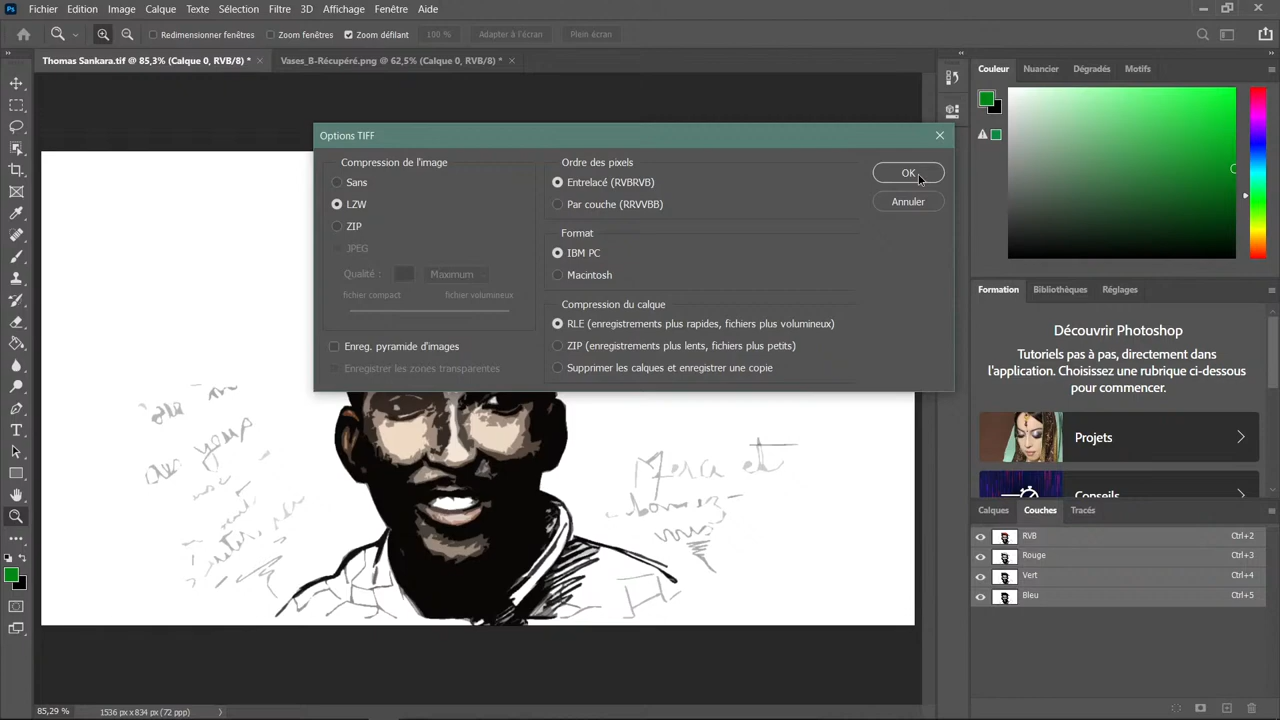 Fichier Edition Image Calque Texte Sélection Filtre 3D Affichage Fenêtre Aide
Redimensionner fenêtres Zoom fenêtres Zoom défilant 100 % Adapter à l'écran Plein écran
Thomas Sankara.tif @ 85,3% (Calque 0, RVB/8) * Vases_B-Récupéré.png @ 62,5% (Calque 0, RVB/8) *
Options TIFF
Compression de l'image
Sans
LZW
ZIP
JPEG
Qualité : Maximum
fichier compact fichier volumineux
Enreg. pyramide d'images
Enregistrer les zones transparentes
Ordre des pixels
Entrelacé (RVBRVB)
Par couche (RRVVBB)
Format
IBM PC
Macintosh
Compression du calque
RLE (enregistrements plus rapides, fichiers plus volumineux)
ZIP (enregistrements plus lents, fichiers plus petits)
Supprimer les calques et enregistrer une copie
OK
Annuler
Couleur Nuancier Dégradés Motifs
Formation Bibliothèques Réglages
Découvrir Photoshop
Tutoriels pas à pas, directement dans
l'application. Choisissez une rubrique ci-dessous
pour commencer.
Projets
Conseils
Calques Couches Tracés
RVB Ctrl+2
Rouge Ctrl+3
Vert Ctrl+4
Bleu Ctrl+5
et
85,29 % 1536 px x 834 px (72 ppp)